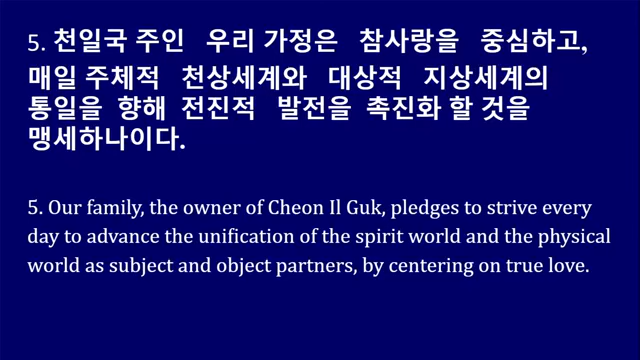 5. 천일국 주인 우리 가정은 참사랑을 중심하고,
매일 주체적 천상세계와 대상적 지상세계의
통일을 향해 전진적 발전을 촉진화 할 것을
맹세하나이다.
5. Our family, the owner of Cheon Il Guk, pledges to strive every
day to advance the unification of the spirit world and the physical
world as subject and object partners, by centering on true love.